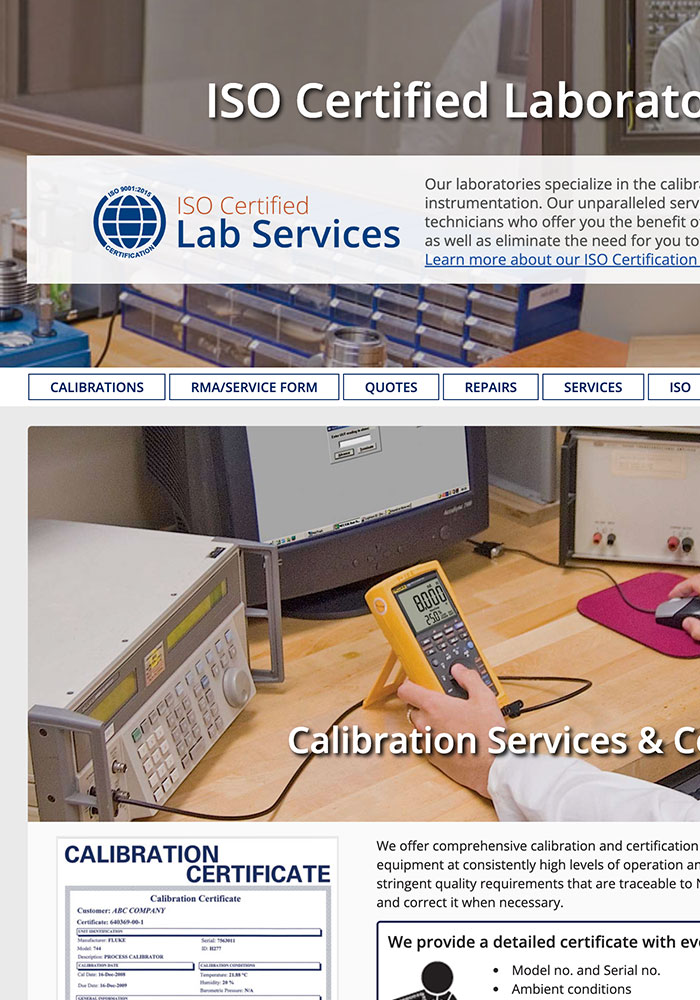 ISO Certified Laborato
ISO 9001:2015
CERTIFICATION
ISO Certified
Lab Services
Our laboratories specialize in the calibr
instrumentation. Our unparalleled serv
technicians who offer you the benefit o
as well as eliminate the need for you to
Learn more about our ISO Certification
CALIBRATIONS
RMA/SERVICE FORM
QUOTES
REPAIRS
SERVICES
ISO
8.000
25.0%
Calibration Services & C
We offer comprehensive calibration and certification
equipment at consistently high levels of operation an
stringent quality requirements that are traceable to N
and correct it when necessary.
CALIBRATION
CERTIFICATE
Calibration Certificate
Customer: ABC COMPANY
Certificate: 640369-00-1
UNIT IDENTIFICATION
Manufacturer: FLUKE
Serial: 7563011
Model: 744
ID: H277
Description: PROCESS CALIBRATOR
CALIBRATION DATE
CALIBRATION CONDITIONS
Cal Date: 16-Dec-2008
Temperature: 21.88 °C
Humidity: 20 %
Due Date: 16-Dec-2009
Barometric Pressure: N/A
GENERAL INFORMATION
We provide a detailed certificate with eve
• Model no. and Serial no.
• Ambient conditions